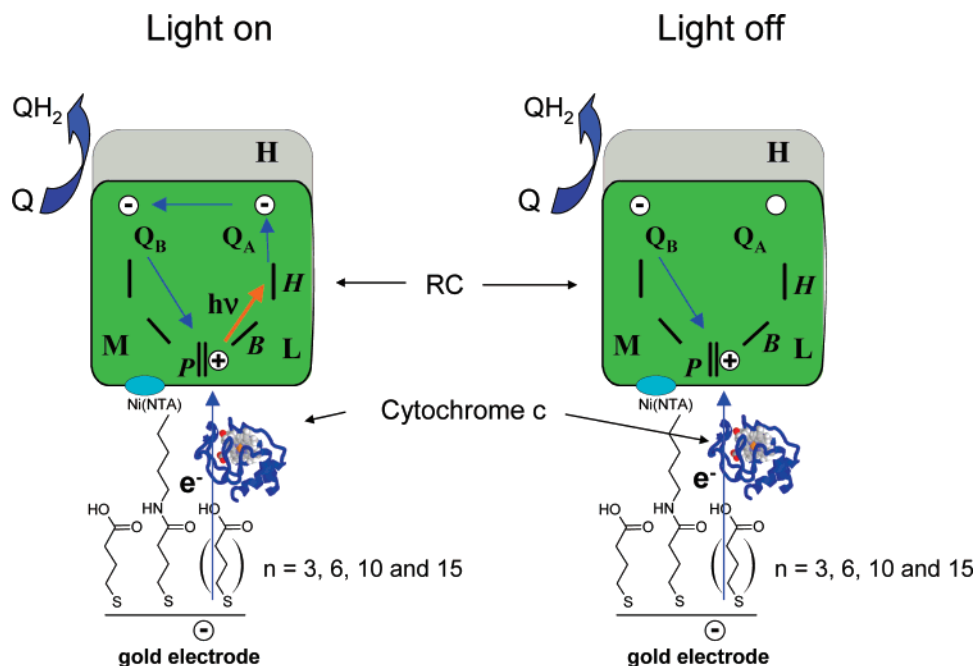 Light on
Light off
QH2
H
Q
QB
QA
H
hν
M
P
B
L
Ni(NTA)
e-
HN
O
HO
O
HO
O
S
S
S
n = 3, 6, 10 and 15
gold electrode
RC
Cytochrome c
QH2
H
Q
QB
QA
H
M
P
B
L
Ni(NTA)
e-
HN
O
HO
O
HO
O
S
S
S
n = 3, 6, 10 and 15
gold electrode